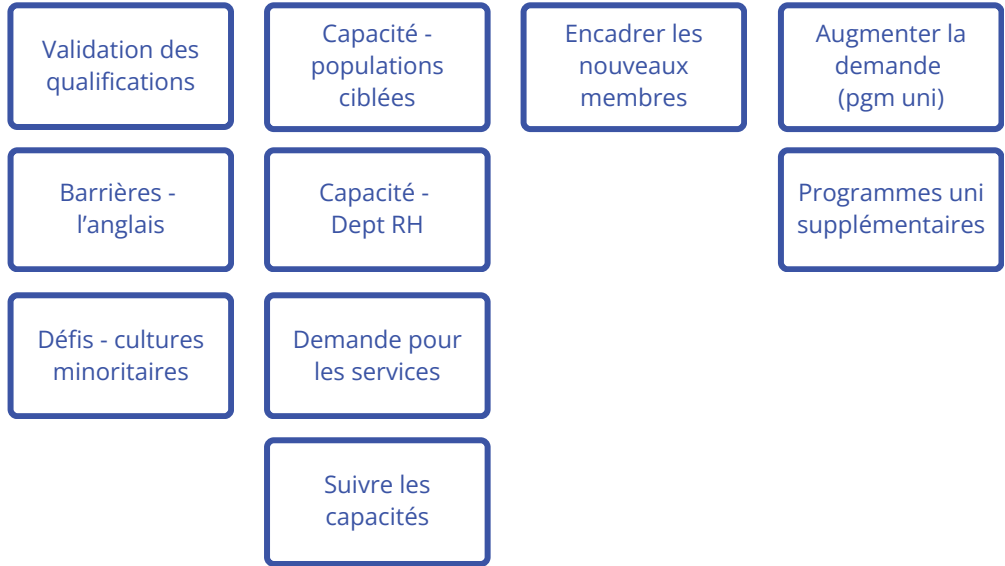 Validation des
qualifications
Capacité -
populations
ciblées
Encadrer les
nouveaux
membres
Augmenter la
demande
(pgm uni)
Barrières -
l’anglais
Capacité -
Dept RH
Programmes uni
supplémentaires
Défis - cultures
minoritaires
Demande pour
les services
Suivre les
capacités